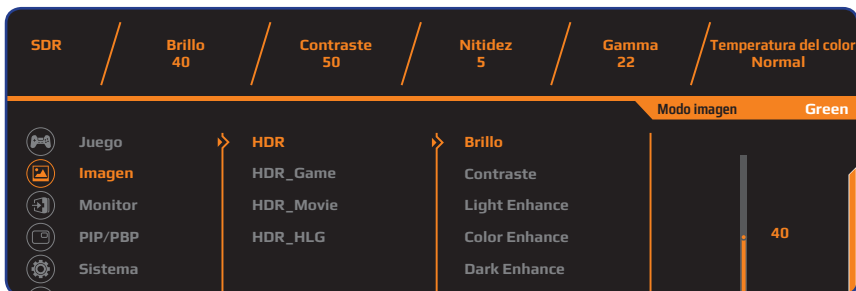 SDR
Brillo
40
Contraste
50
Nitidez
5
Gamma
22
Temperatura del color
Normal
Modo imagen Green
Juego
Imagen
Monitor
PIP/PBP
Sistema
HDR
HDR_Game
HDR_Movie
HDR_HLG
Brillo
Contraste
Light Enhance
Color Enhance
Dark Enhance
40